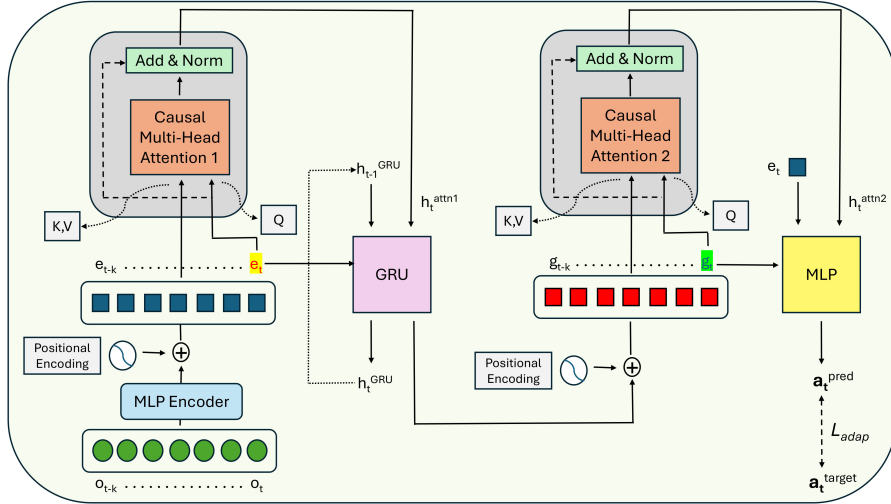 Add & Norm
Causal
Multi-Head
Attention 1
K,V
Q
e_{t-k} . . . . . . . . . . . . . . . . e_t
Positional
Encoding
MLP Encoder
o_{t-k} . . . . . . . . . . . . . . . . o_t
h_{t-1}^{GRU}
h_t^{attn1}
GRU
h_t^{GRU}
Add & Norm
Causal
Multi-Head
Attention 2
K,V
Q
g_{t-k} . . . . . . . . . . . . . . . . g_t
Positional
Encoding
e_t
h_t^{attn2}
MLP
a_t^{pred}
L_{adap}
a_t^{target}